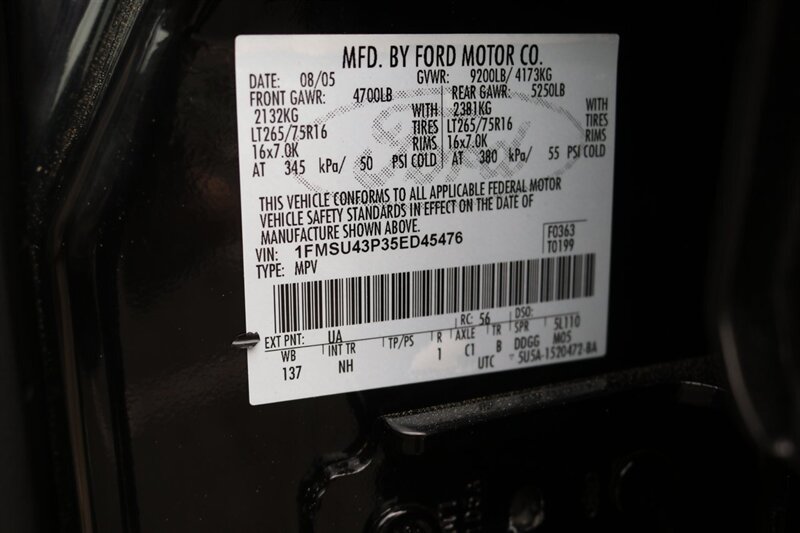 MFD. BY FORD MOTOR CO.
DATE: 08/05 GVWR: 9200LB/ 4173KG
FRONT GAWR: 4700LB REAR GAWR: 5250LB
2132KG WITH 2381KG WITH
LT265/75R16 TIRES LT265/75R16 TIRES
16x7.0K RIMS 16x7.0K RIMS
AT 345 kPa/ 50 PSI COLD AT 380 kPa/ 55 PSI COLD
Ford
THIS VEHICLE CONFORMS TO ALL APPLICABLE FEDERAL MOTOR
VEHICLE SAFETY STANDARDS IN EFFECT ON THE DATE OF
MANUFACTURE SHOWN ABOVE.
VIN: 1FMSU43P35ED45476 F0363
TYPE: MPV T0199
EXT PNT: UA RC: 56 DSO:
WB INT TR TP/PS R AXLE TR SPR 5L110
137 NH 1 C1 B DDGG M05
UTC 5U5A-1520472-BA